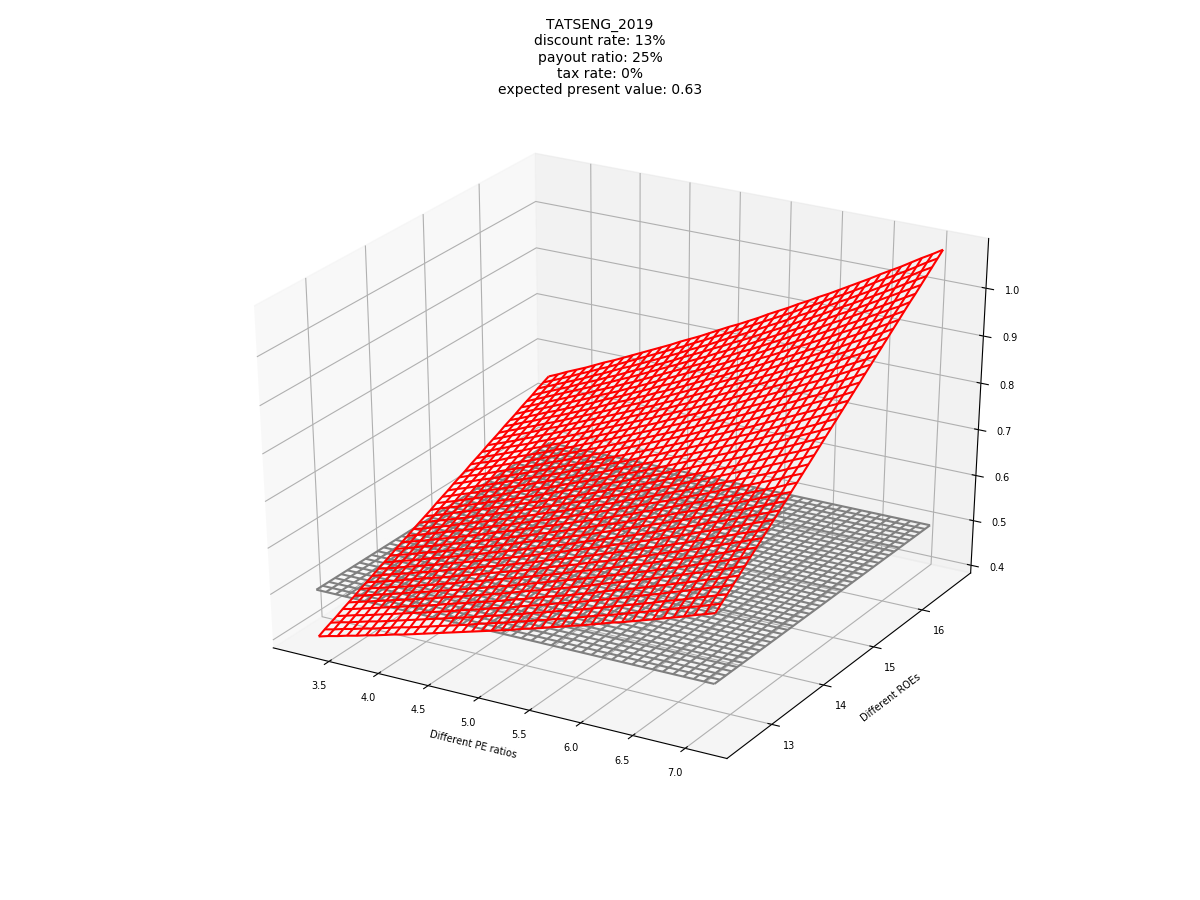 TATSENG_2019
discount rate: 13%
payout ratio: 25%
tax rate: 0%
expected present value: 0.63
1.0
0.9
0.8
0.7
0.6
0.5
0.4
16
15
14
13
Different ROEs
3.5
4.0
4.5
5.0
5.5
6.0
6.5
7.0
Different PE ratios